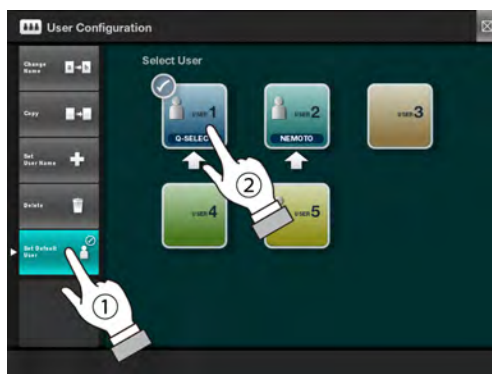 User Configuration
Select User
Change
Name
a
b
Copy
Set
User Name
Delete
Set Default
User
USER 1
Q-SELEC
USER 2
NEMOTO
USER 3
USER 4
USER 5
1
2